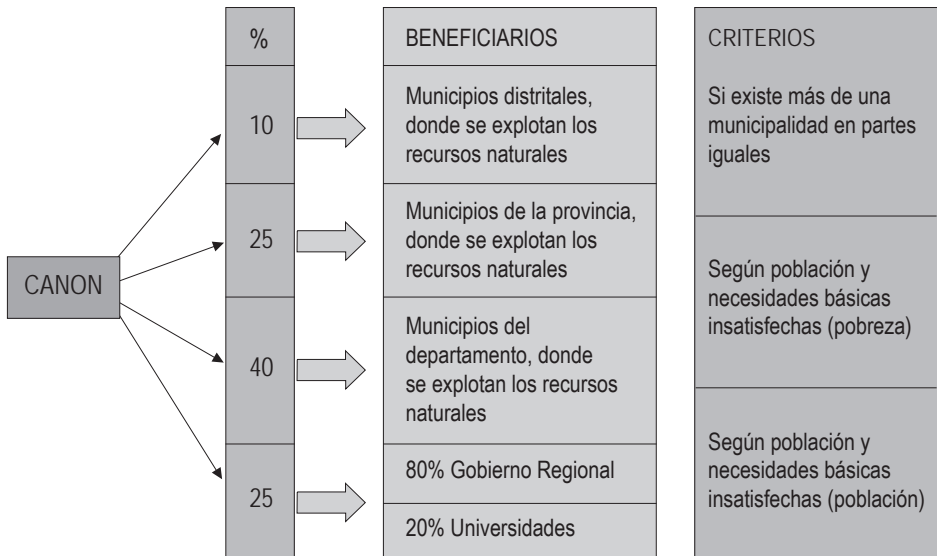 CANON
%
10
25
40
25
BENEFICIARIOS
Municipios distritales,
donde se explotan los
recursos naturales
Municipios de la provincia,
donde se explotan los
recursos naturales
Municipios del
departamento, donde
se explotan los recursos
naturales
80% Gobierno Regional
20% Universidades
CRITERIOS
Si existe más de una
municipalidad en partes
iguales
Según población y
necesidades básicas
insatisfechas (pobreza)
Según población y
necesidades básicas
insatisfechas (población)